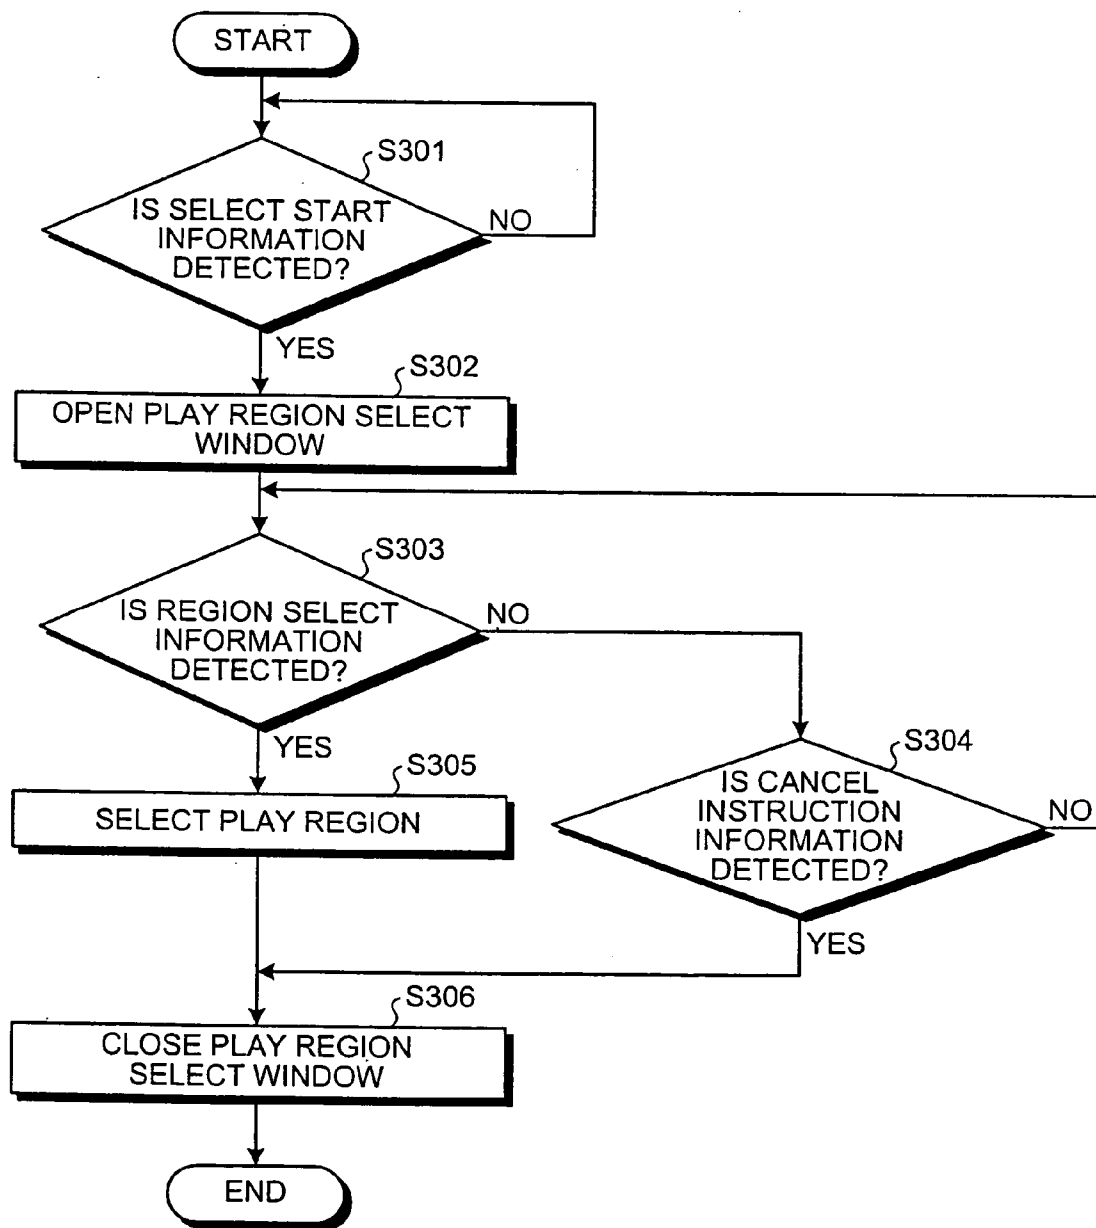 START
S301
IS SELECT START
INFORMATION
DETECTED?
NO
YES
S302
OPEN PLAY REGION SELECT
WINDOW
S303
IS REGION SELECT
INFORMATION
DETECTED?
NO
YES
S304
IS CANCEL
INSTRUCTION
INFORMATION
DETECTED?
NO
YES
S305
SELECT PLAY REGION
S306
CLOSE PLAY REGION
SELECT WINDOW
END